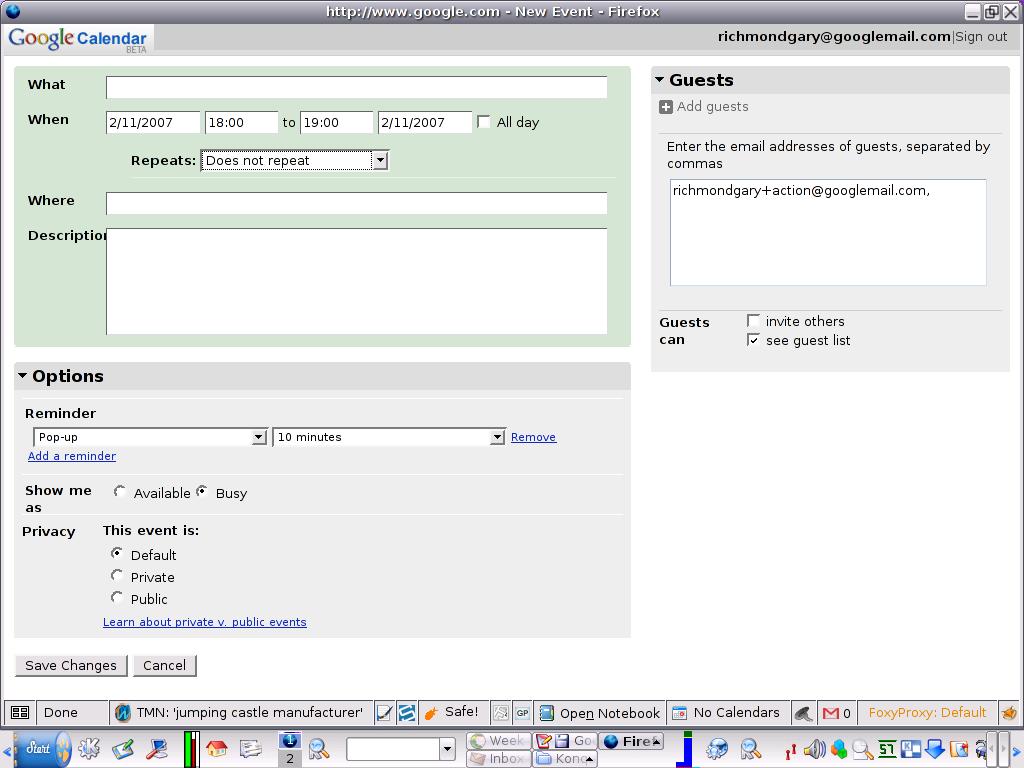 http://www.google.com - New Event - Firefox
Google Calendar
BETA
richmondgary@googlemail.com|Sign out
What
When 2/11/2007 18:00 to 19:00 2/11/2007 All day
Repeats: Does not repeat
Where
Description
Guests
Add guests
Enter the email addresses of guests, separated by
commas
richmondgary+action@googlemail.com,
Guests
can
invite others
see guest list
Options
Reminder
Pop-up 10 minutes Remove
Add a reminder
Show me
as
Available Busy
Privacy This event is:
Default
Private
Public
Learn about private v. public events
Save Changes Cancel
Done TMN: 'jumping castle manufacturer' Safe! GP Open Notebook No Calendars 0 FoxyProxy: Default
Start 1 Week Go Fire
2 Inbox Kong